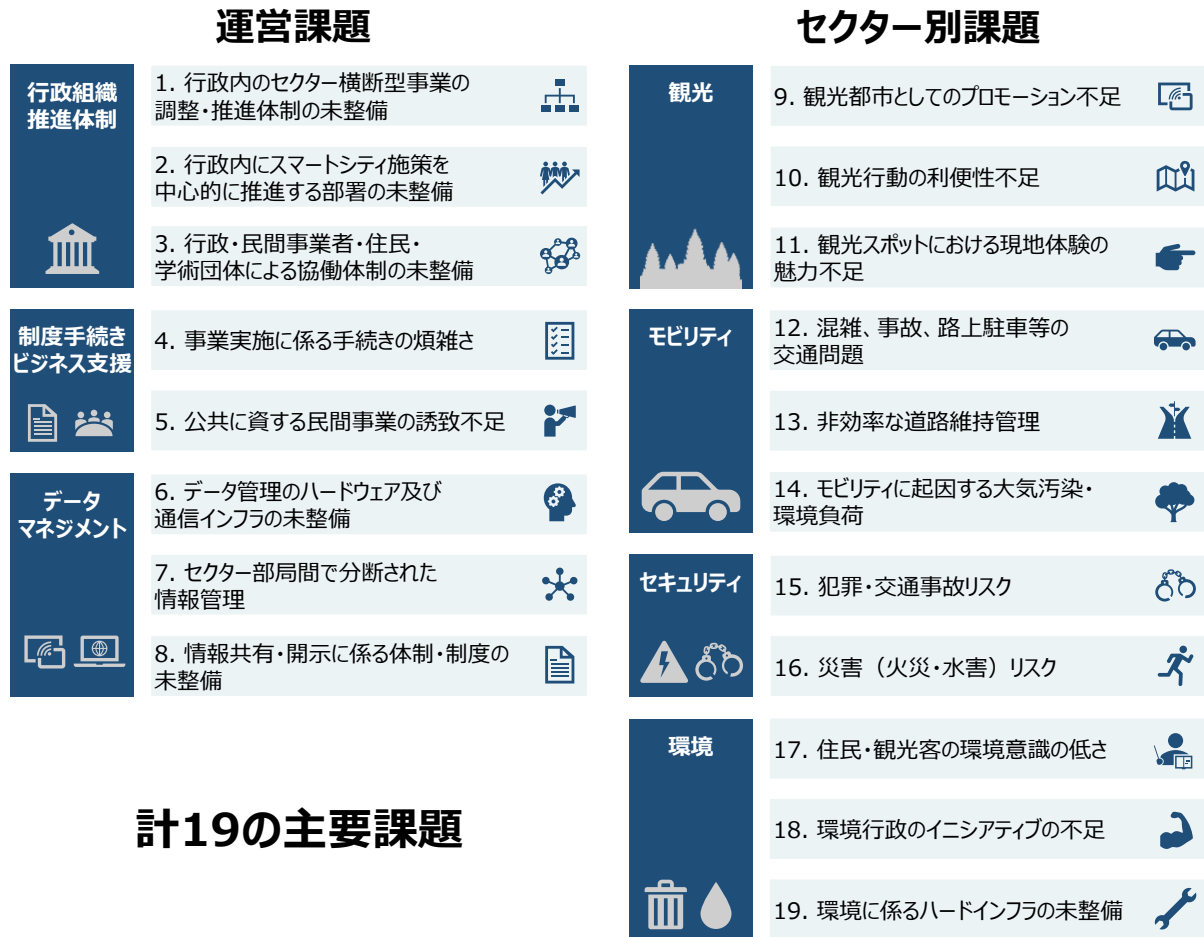 運営課題
行政組織
推進体制
1. 行政内のセクター横断型事業の
調整・推進体制の未整備
2. 行政内にスマートシティ施策を
中心的に推進する部署の未整備
3. 行政・民間事業者・住民・
学術団体による協働体制の未整備
制度手続き
ビジネス支援
4. 事業実施に係る手続きの煩雑さ
5. 公共に資する民間事業の誘致不足
データ
マネジメント
6. データ管理のハードウェア及び
通信インフラの未整備
7. セクター部局間で分断された
情報管理
8. 情報共有・開示に係る体制・制度の
未整備
計19の主要課題
セクター別課題
観光
9. 観光都市としてのプロモーション不足
10. 観光行動の利便性不足
11. 観光スポットにおける現地体験の
魅力不足
モビリティ
12. 混雑、事故、路上駐車等の
交通問題
13. 非効率な道路維持管理
14. モビリティに起因する大気汚染・
環境負荷
セキュリティ
15. 犯罪・交通事故リスク
16. 災害（火災・水害）リスク
環境
17. 住民・観光客の環境意識の低さ
18. 環境行政のイニシアティブの不足
19. 環境に係るハードインフラの未整備